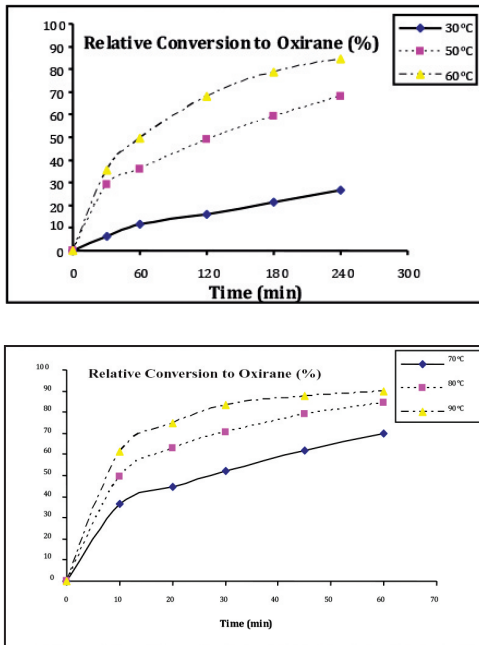 Relative Conversion to Oxirane (%)
30°C
50°C
60°C
100
90
80
70
60
50
40
30
20
10
0
0 60 120 180 240 300
Time (min)
Relative Conversion to Oxirane (%)
70°C
80°C
90°C
100
90
80
70
60
50
40
30
20
10
0
0 10 20 30 40 50 60 70
Time (min)